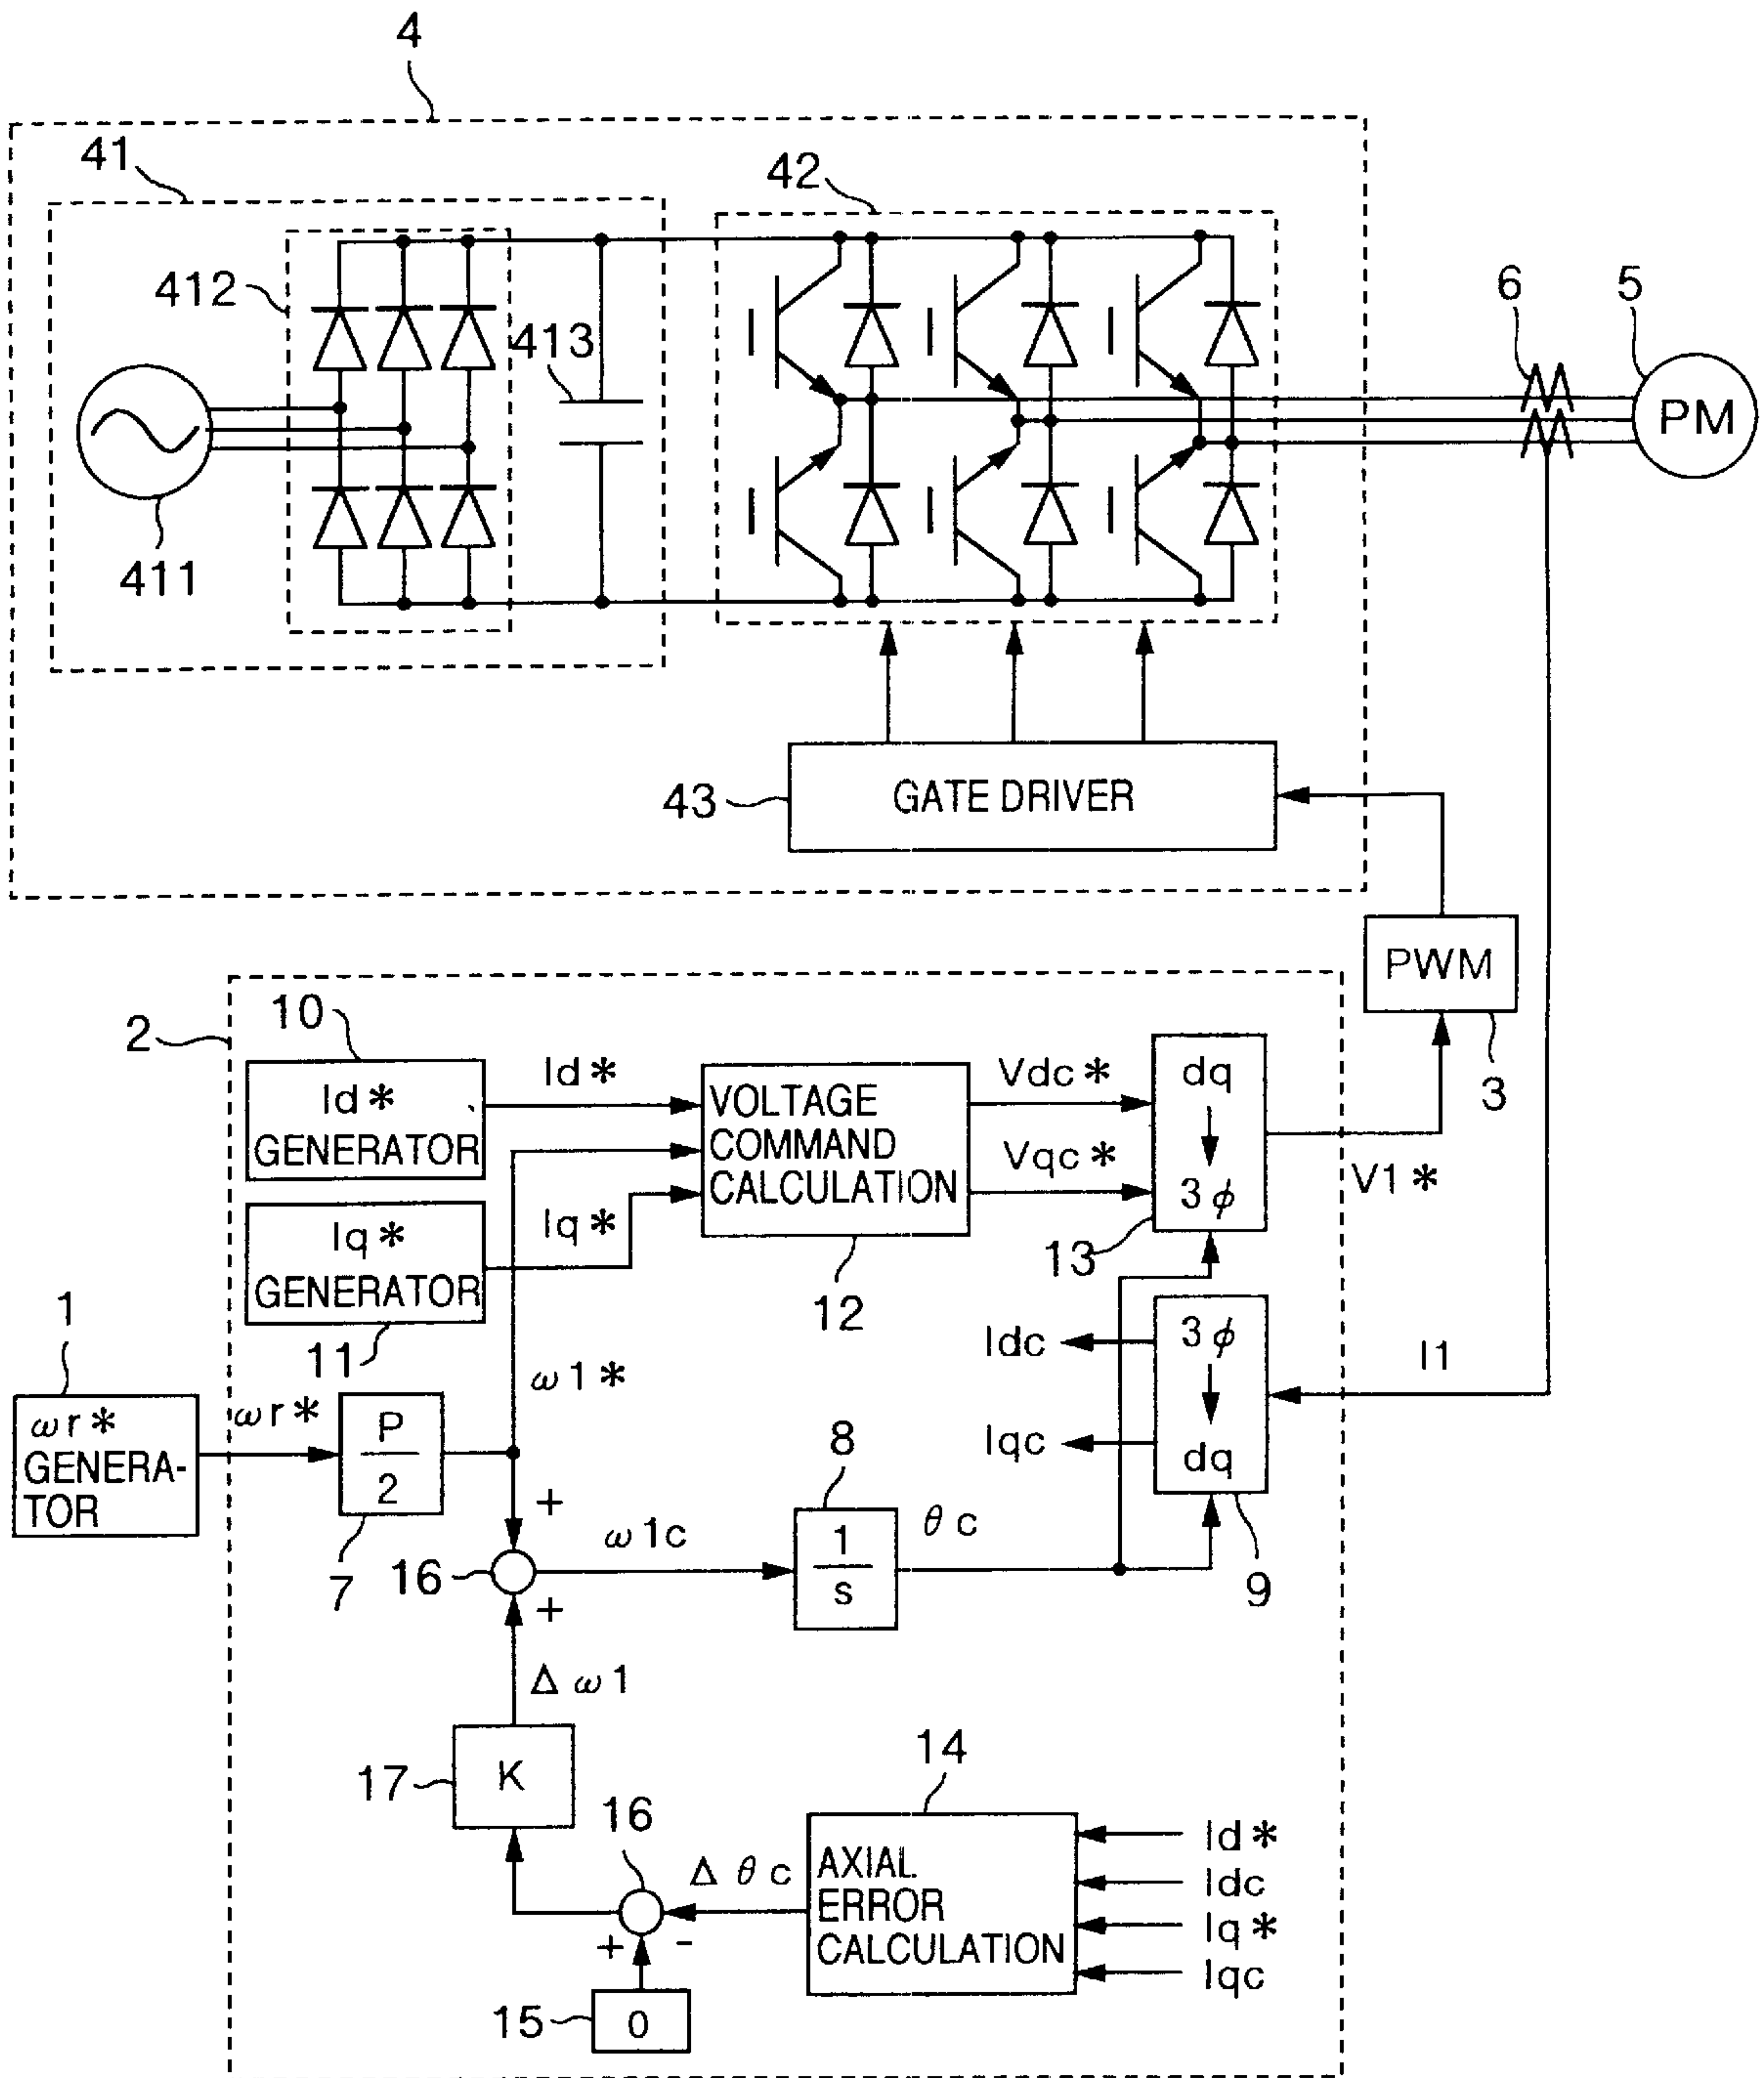 4
41
42
412
413
6
5
PM
411
43
GATE DRIVER
PWM
3
2
10
Id*
GENERATOR
Id*
VOLTAGE
COMMAND
CALCULATION
Vdc*
Vqc*
dq
3φ
V1*
Iq*
GENERATOR
Iq*
12
13
11
1
ωr*
GENERA-
TOR
ωr*
P
2
7
ω1*
Idc
Iqc
3φ
dq
I1
9
+
16
+
ω1c
8
1
s
θc
Δω1
17
K
16
Δθc
+
-
15
0
14
AXIAL
ERROR
CALCULATION
Id*
Idc
Iq*
Iqc